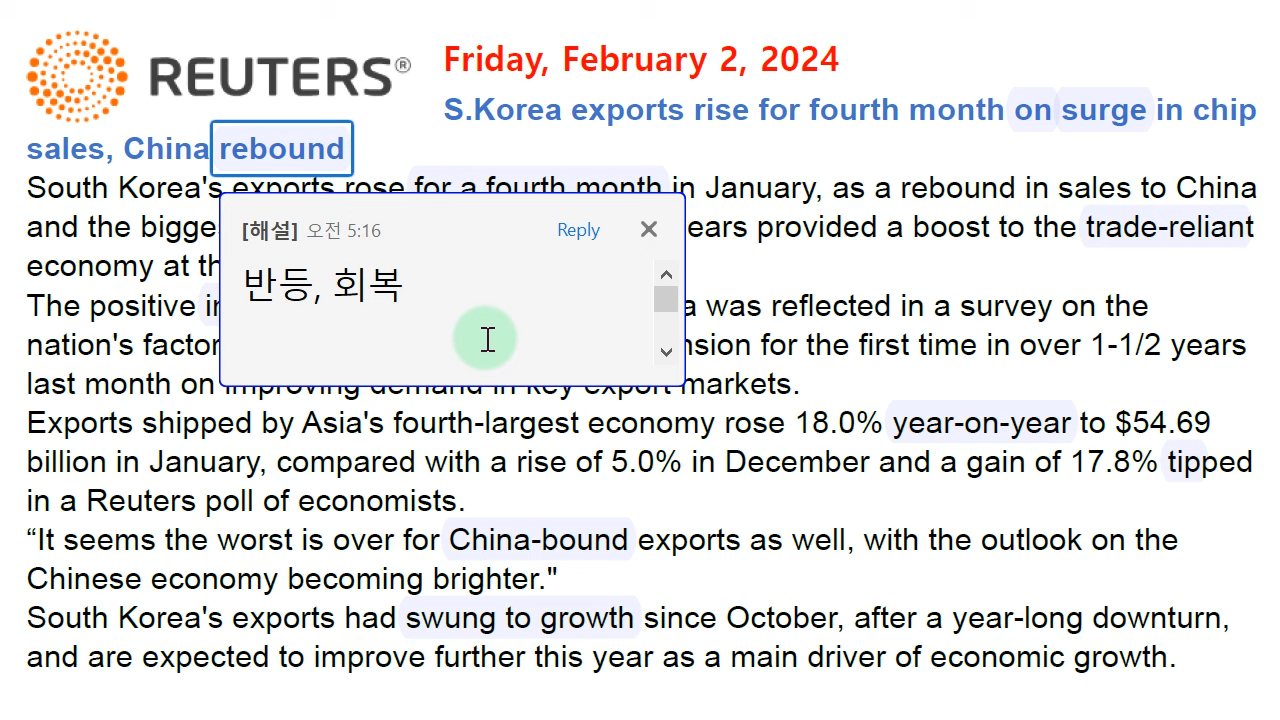 REUTERS®
Friday, February 2, 2024
S.Korea exports rise for fourth month on surge in chip
sales, China rebound
South Korea's exports rose for a fourth month in January, as a rebound in sales to China
and the bigge ears provided a boost to the trade-reliant
economy at th
[해설] 오전 5:16 Reply
반등, 회복
The positive in a was reflected in a survey on the
nation's factor nsion for the first time in over 1-1/2 years
last month on improving demand in key export markets.
Exports shipped by Asia's fourth-largest economy rose 18.0% year-on-year to $54.69
billion in January, compared with a rise of 5.0% in December and a gain of 17.8% tipped
in a Reuters poll of economists.
“It seems the worst is over for China-bound exports as well, with the outlook on the
Chinese economy becoming brighter."
South Korea's exports had swung to growth since October, after a year-long downturn,
and are expected to improve further this year as a main driver of economic growth.